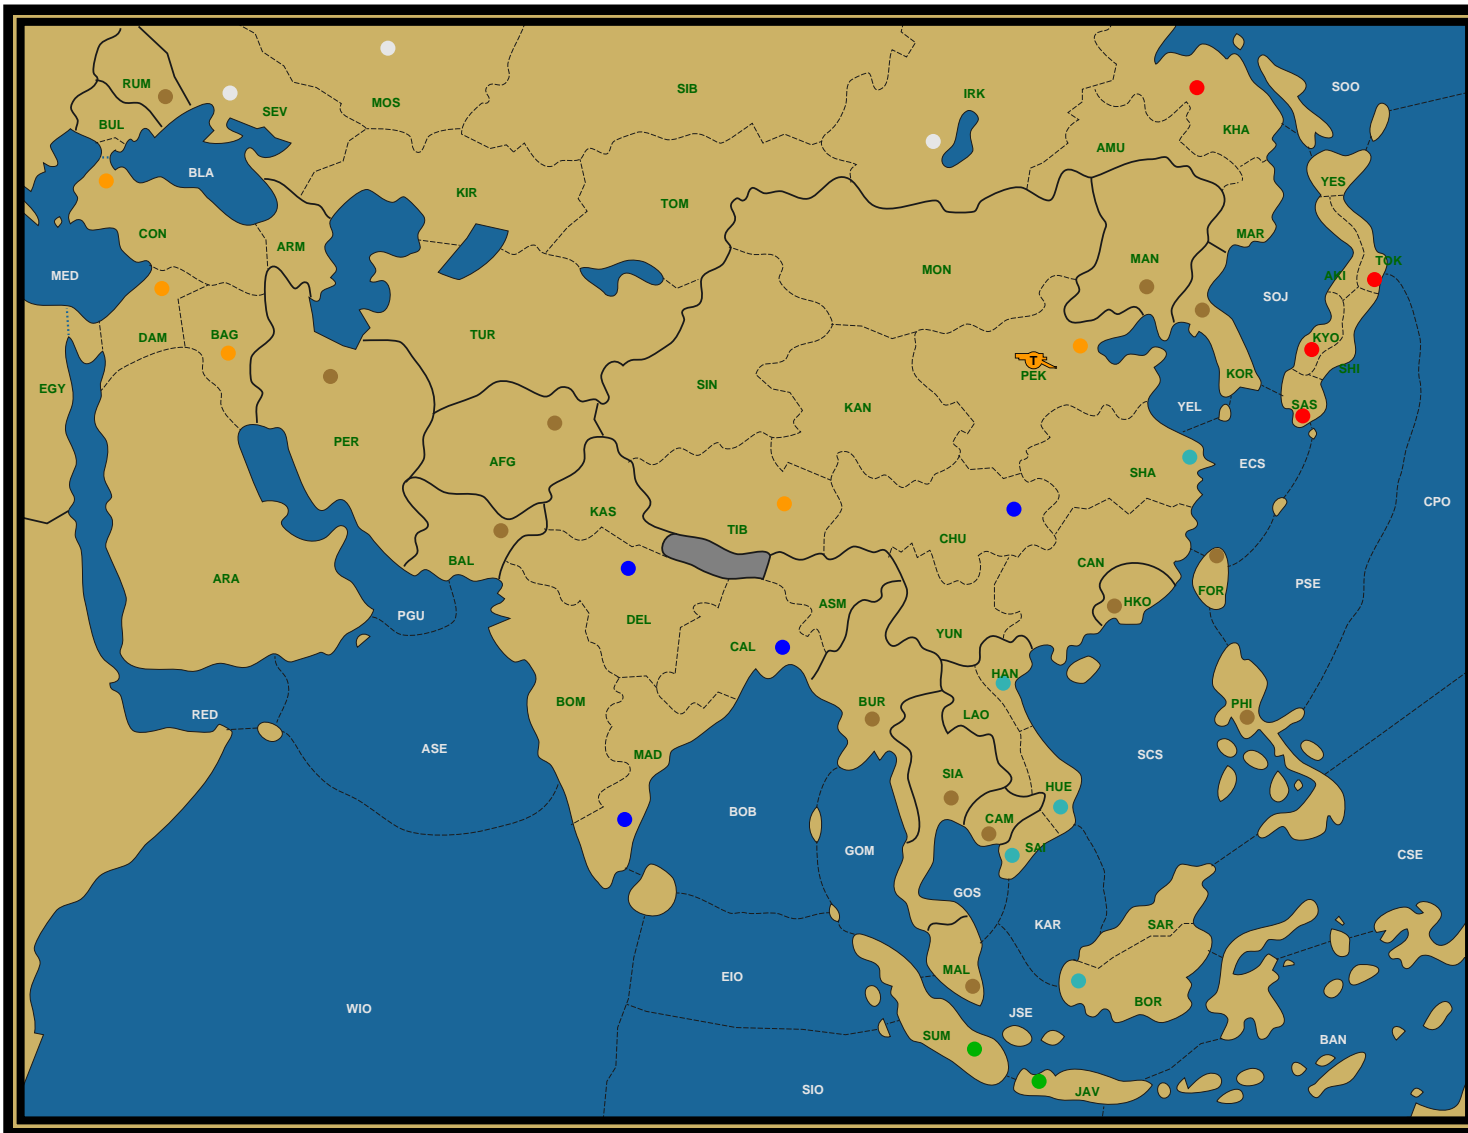 RUM
SIB
SOO
IRK
MOS
SEV
BUL
KHA
AMU
BLA
YES
KIR
TOM
CON
MAR
ARM
MAN
TOK
MON
MED
AKI
SOJ
TUR
BAG
DAM
KYO
T
SHI
KOR
PEK
SIN
EGY
KAN
YEL
SAS
PER
AFG
ECS
SHA
CPO
KAS
TIB
CHU
BAL
CAN
ARA
PSE
FOR
HKO
ASM
PGU
DEL
YUN
CAL
HAN
BOM
BUR
PHI
RED
LAO
ASE
MAD
SCS
SIA
HUE
BOB
CAM
SAI
GOM
CSE
GOS
KAR
SAR
MAL
EIO
BOR
WIO
JSE
SUM
BAN
SIO
JAV